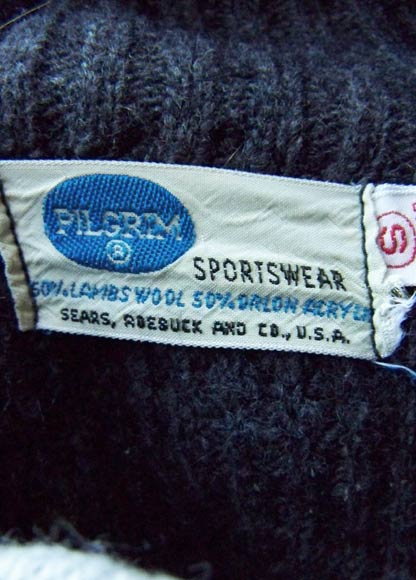 PILGRIM
®
SPORTSWEAR
50% LAMBS WOOL 50% ORLON ACRYLIC
SEARS, ROEBUCK AND CO., U.S.A.
S